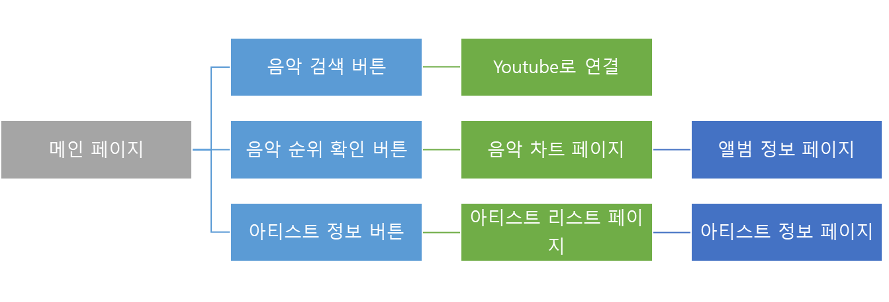 음악 검색 버튼
Youtube로 연결
메인 페이지
음악 순위 확인 버튼
음악 차트 페이지
앨범 정보 페이지
아티스트 정보 버튼
아티스트 리스트 페이
지
아티스트 정보 페이지